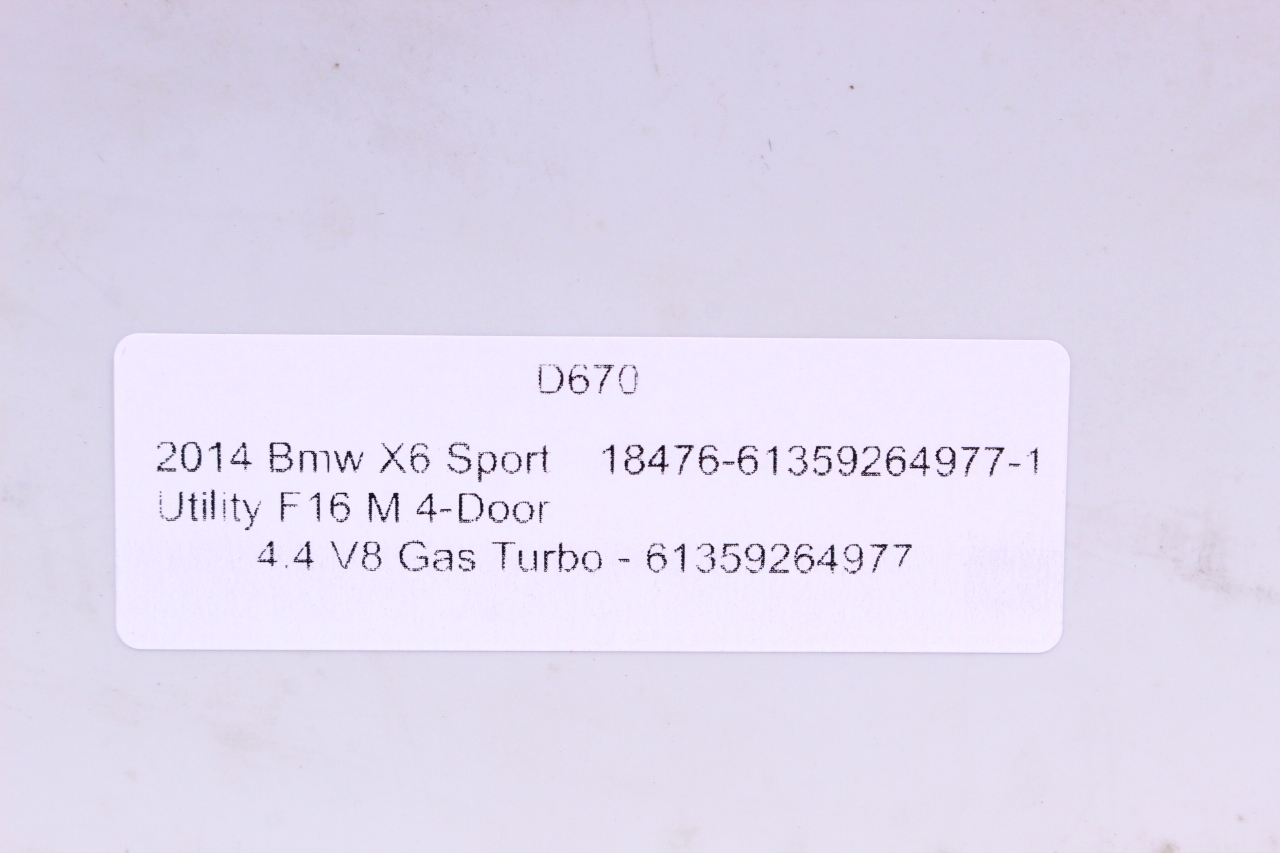 D670
2014 Bmw X6 Sport 18476-61359264977-1
Utility F16 M 4-Door
4.4 V8 Gas Turbo - 61359264977